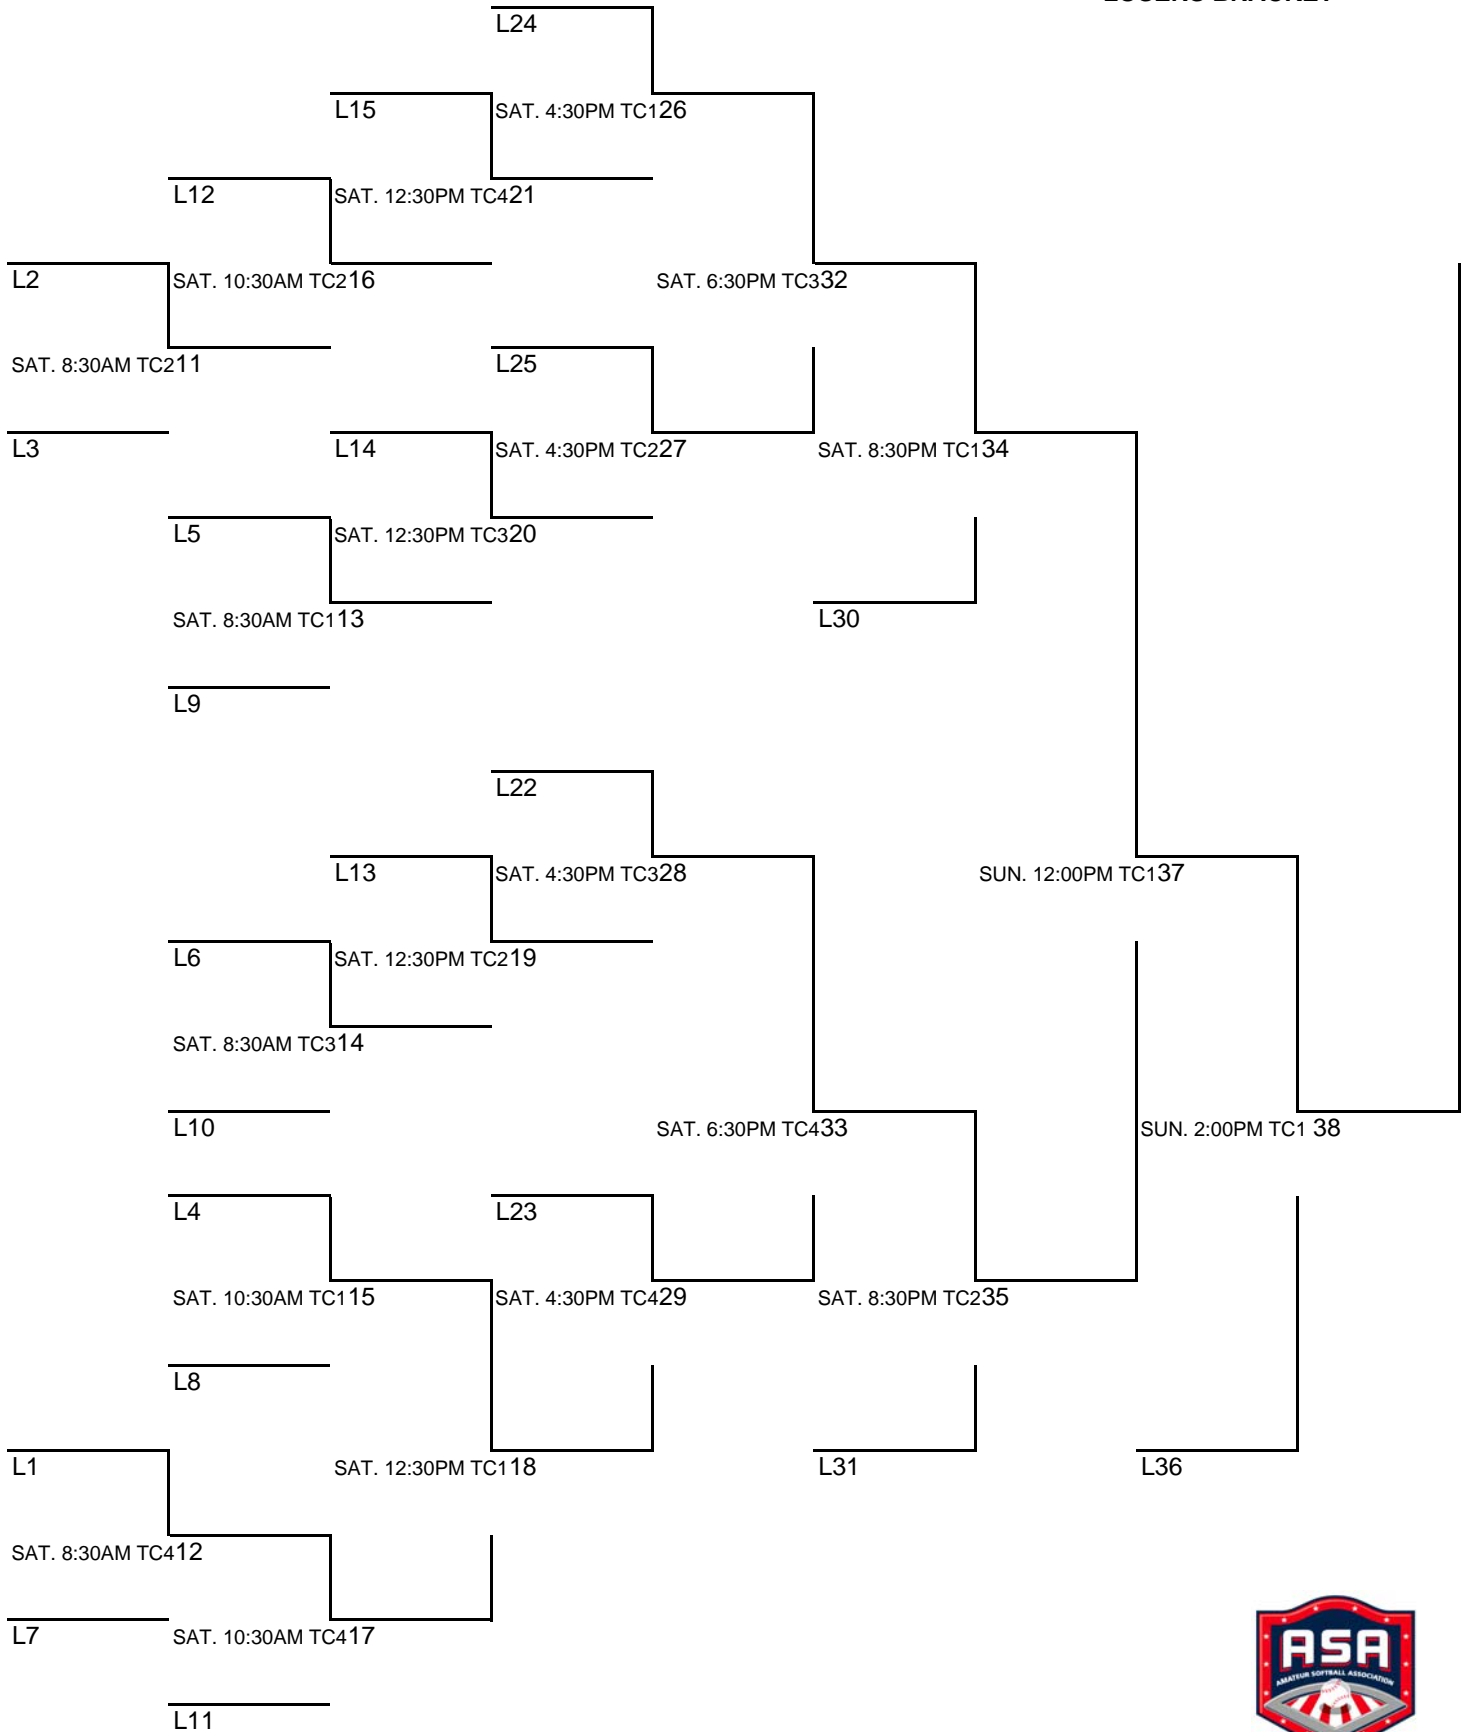 LOSERS BRACKET
L24
L15
SAT. 4:30PM TC126
L12
SAT. 12:30PM TC421
L2
SAT. 10:30AM TC216
SAT. 6:30PM TC332
SAT. 8:30AM TC211
L25
L3
L14
SAT. 4:30PM TC227
SAT. 8:30PM TC134
L5
SAT. 12:30PM TC320
SAT. 8:30AM TC113
L30
L9
L22
L13
SAT. 4:30PM TC328
SUN. 12:00PM TC137
L6
SAT. 12:30PM TC219
SAT. 8:30AM TC314
L10
SAT. 6:30PM TC433
SUN. 2:00PM TC1 38
L4
L23
SAT. 10:30AM TC115
SAT. 4:30PM TC429
SAT. 8:30PM TC235
L8
L1
SAT. 12:30PM TC118
L31
L36
SAT. 8:30AM TC412
L7
SAT. 10:30AM TC417
L11
ASA
AMATEUR SOFTBALL ASSOCIATION